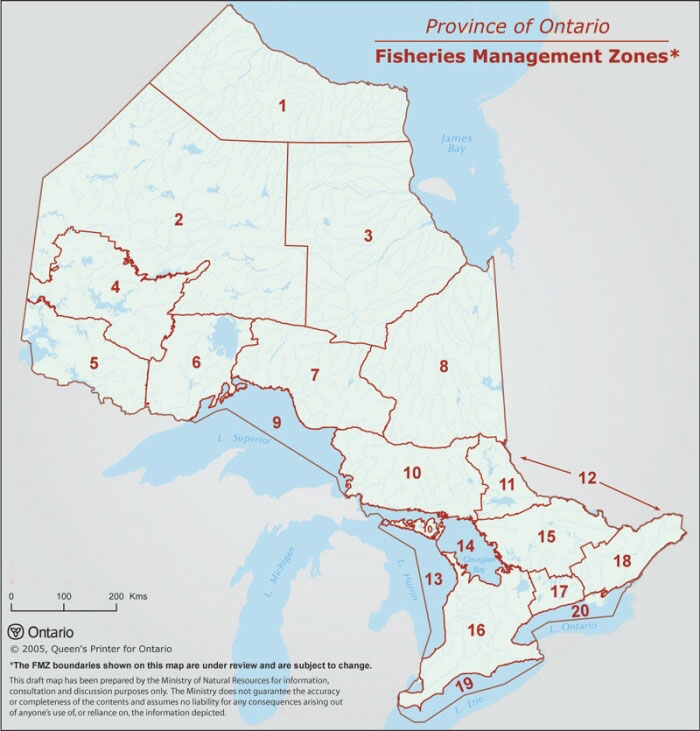 Province of Ontario
Fisheries Management Zones*
1
James
Bay
2
3
4
5
6
7
8
9
L. Superior
10
11
12
10
14
Georgian
Bay
15
18
13
L. Huron
L. Michigan
17
20
L. Ontario
16
19
L. Erie
0 100 200 Kms
Ontario
© 2005, Queen's Printer for Ontario
*The FMZ boundaries shown on this map are under review and are subject to change.
This draft map has been prepared by the Ministry of Natural Resources for information,
consultation and discussion purposes only. The Ministry does not guarantee the accuracy
or completeness of the contents and assumes no liability for any consequences arising out
of anyone's use of, or reliance on, the information depicted.